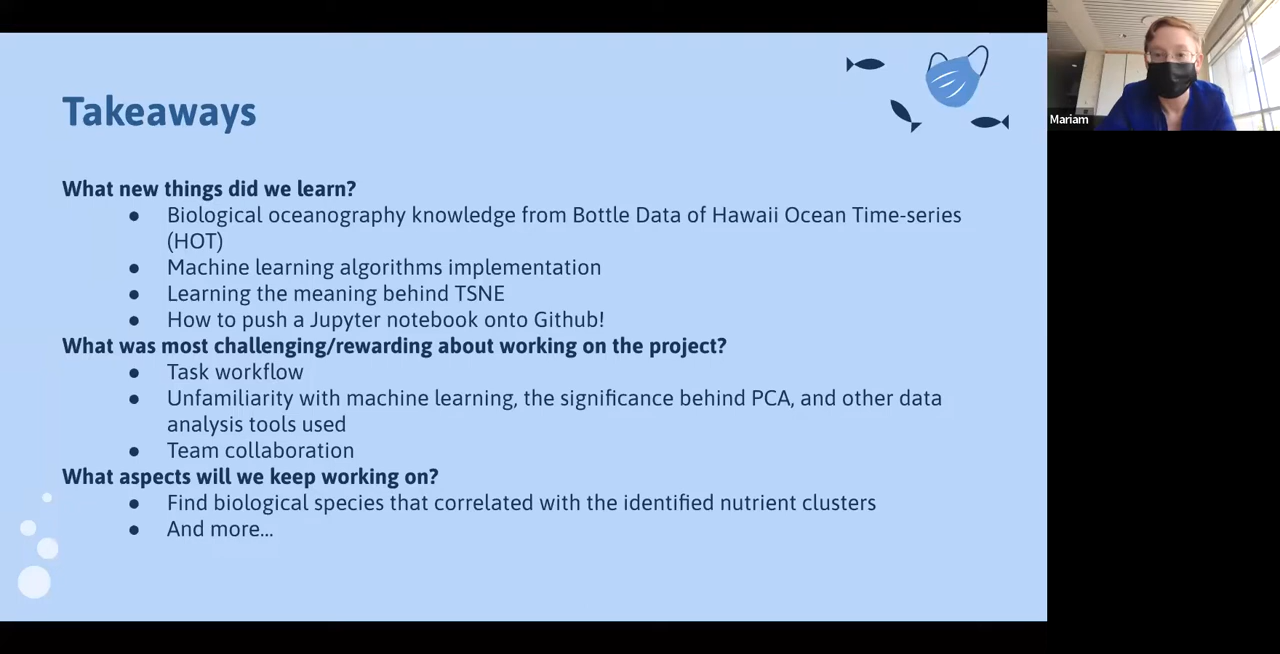 Takeaways
What new things did we learn?
● Biological oceanography knowledge from Bottle Data of Hawaii Ocean Time-series
(HOT)
● Machine learning algorithms implementation
● Learning the meaning behind TSNE
● How to push a Jupyter notebook onto Github!
What was most challenging/rewarding about working on the project?
● Task workflow
● Unfamiliarity with machine learning, the significance behind PCA, and other data
analysis tools used
● Team collaboration
What aspects will we keep working on?
● Find biological species that correlated with the identified nutrient clusters
● And more...
Mariam